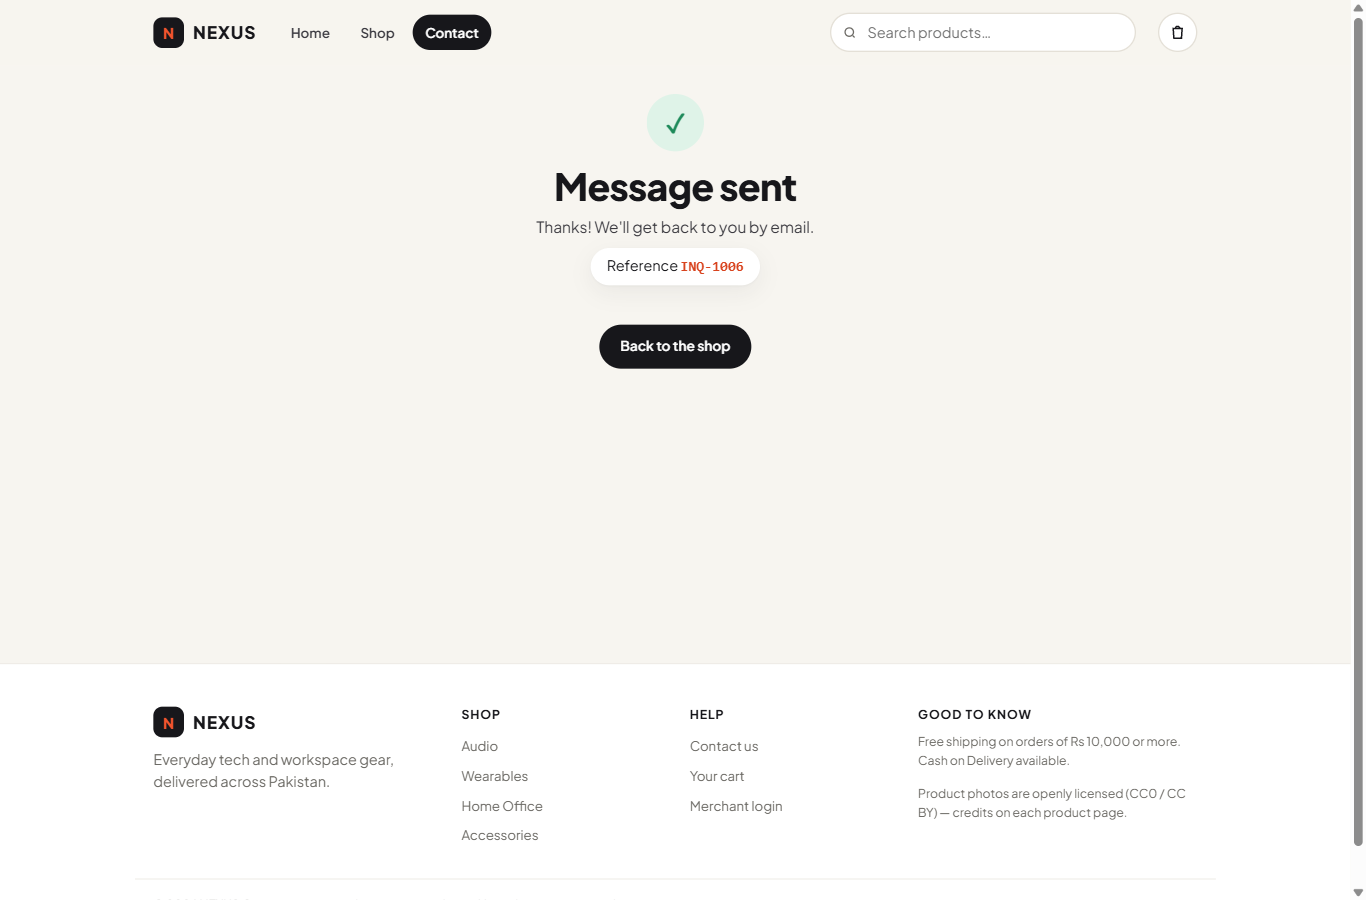 N NEXUS
Home
Shop
Contact
Search products...
✓
Message sent
Thanks! We'll get back to you by email.
Reference INQ-1006
Back to the shop
N NEXUS
Everyday tech and workspace gear,
delivered across Pakistan.
SHOP
Audio
Wearables
Home Office
Accessories
HELP
Contact us
Your cart
Merchant login
GOOD TO KNOW
Free shipping on orders of Rs 10,000 or more.
Cash on Delivery available.
Product photos are openly licensed (CC0 / CC
BY) — credits on each product page.